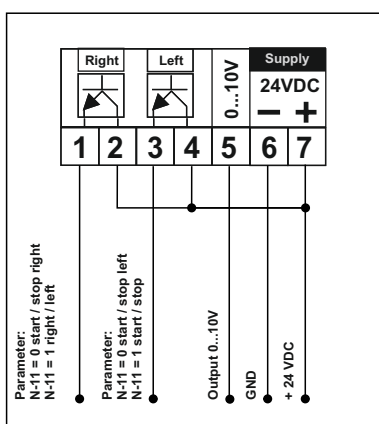 Right
Left
0...10V
Supply
24VDC
− +
1 2 3 4 5 6 7
Parameter:
N-11 = 0 start / stop right
N-11 = 1 right / left
Parameter:
N-11 = 0 start / stop left
N-11 = 1 start / stop
Output 0...10V
GND
+ 24 VDC